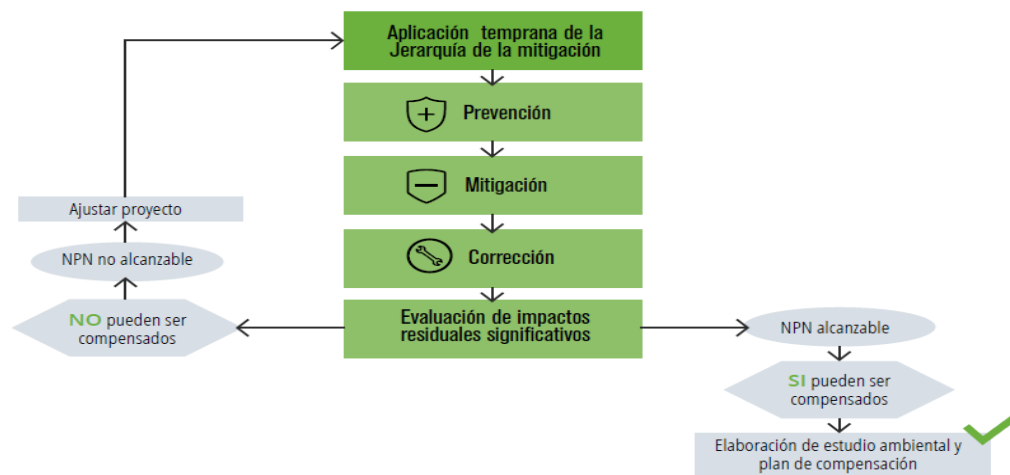 Aplicación temprana de la
Jerarquía de la mitigación
Prevención
Mitigación
Corrección
Evaluación de impactos
residuales significativos
NO pueden ser
compensados
NPN no alcanzable
Ajustar proyecto
NPN alcanzable
SI pueden ser
compensados
Elaboración de estudio ambiental y
plan de compensación